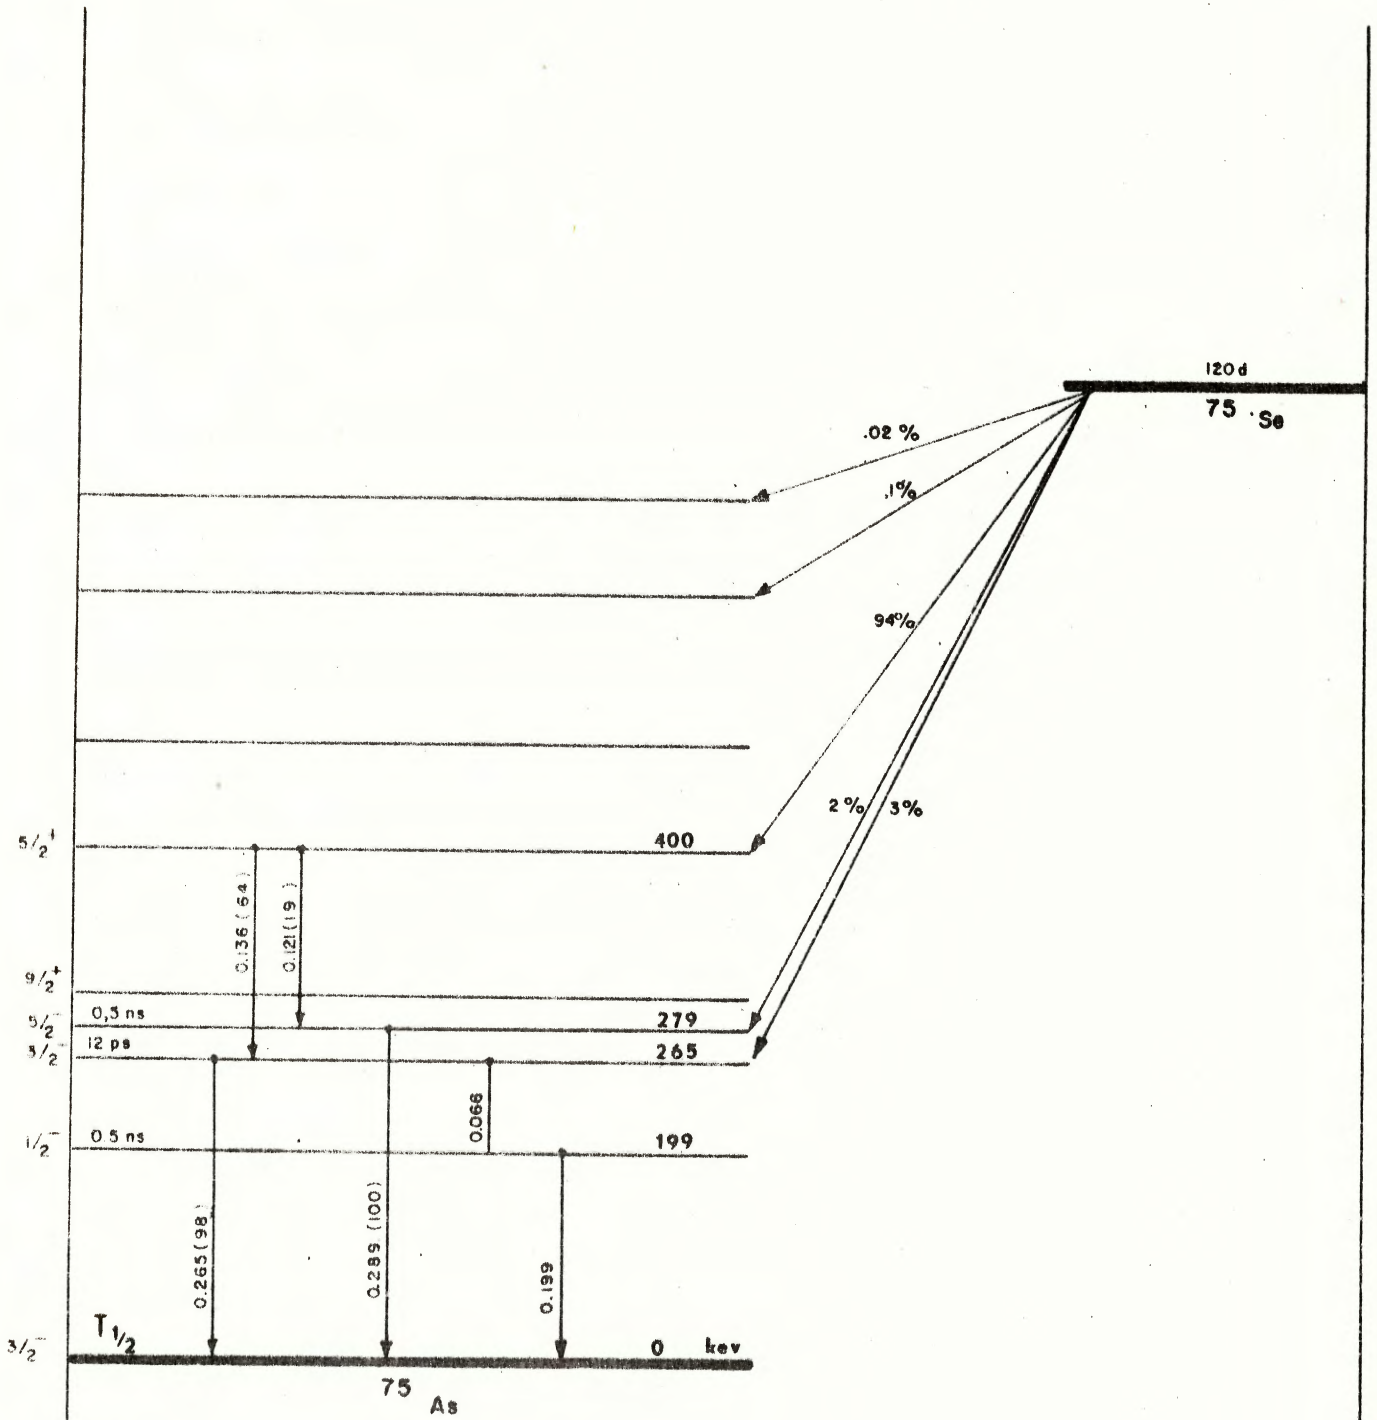 120 d
75 Se
.02 %
.1%
94%
2% 3%
5/2+ 400
0.136 (64)
0.121 (19)
9/2+
5/2- 0,3 ns 279
3/2- 12 ps 265
0.066
1/2- 0.5 ns 199
0.265 (98)
0.289 (100)
0.199
3/2- T 1/2 0 kev
75 As